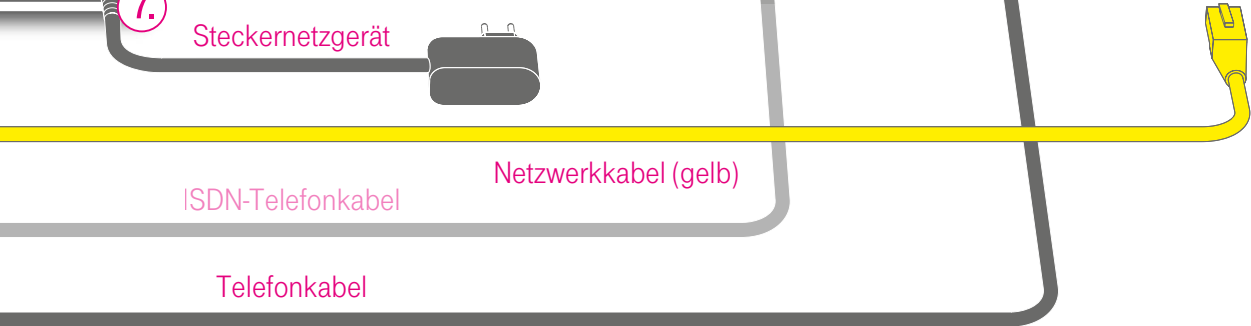 7.
Steckernetzgerät
Netzwerkkabel (gelb)
ISDN-Telefonkabel
Telefonkabel